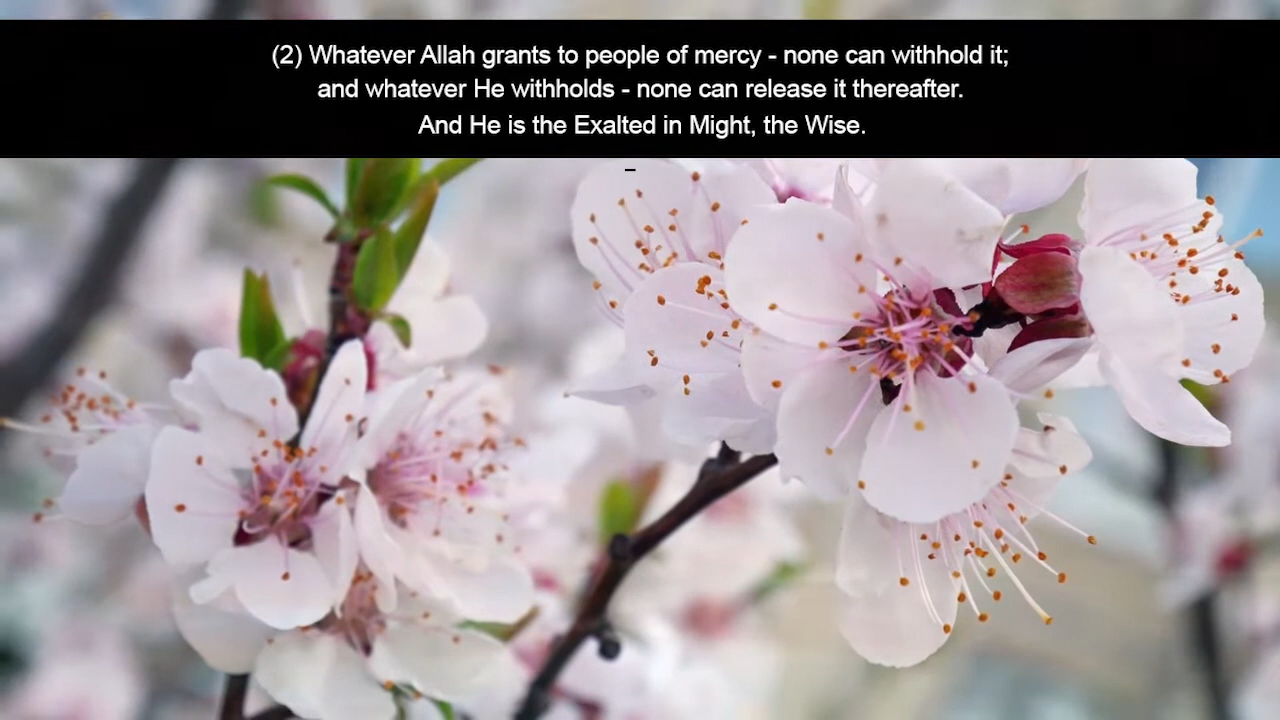 (2) Whatever Allah grants to people of mercy - none can withhold it;
and whatever He withholds - none can release it thereafter.
And He is the Exalted in Might, the Wise.